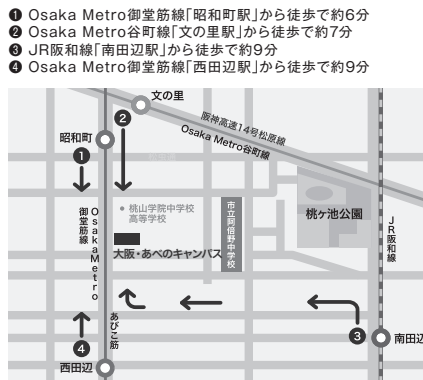 ❶ Osaka Metro御堂筋線｢昭和町駅｣から徒歩で約6分
❷ Osaka Metro谷町線｢文の里駅｣から徒歩で約7分
❸ JR阪和線｢南田辺駅｣から徒歩で約9分
❹ Osaka Metro御堂筋線｢西田辺駅｣から徒歩で約9分
文の里
❷
阪神高速14号松原線
Osaka Metro谷町線
昭和町
❶
桃山学院中学校
高等学校
市立阿倍野中学校
桃ヶ池公園
Osaka Metro
御堂筋線
大阪・あべのキャンパス
JR阪和線
あびこ筋
❹
❸
南田辺
西田辺